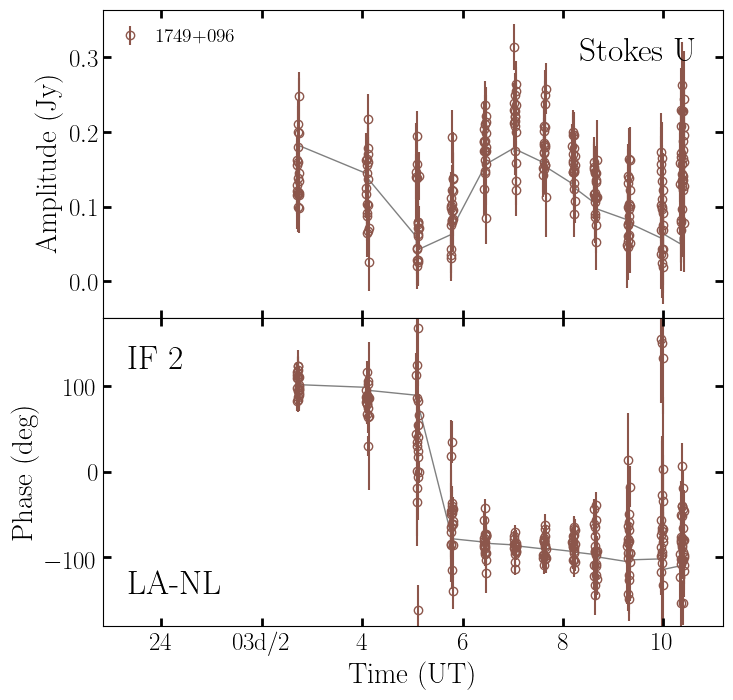 1749+096
Stokes U
0.3
0.2
0.1
0.0
Amplitude (Jy)
IF 2
100
0
−100
Phase (deg)
LA-NL
24
03d/2
4
6
8
10
Time (UT)